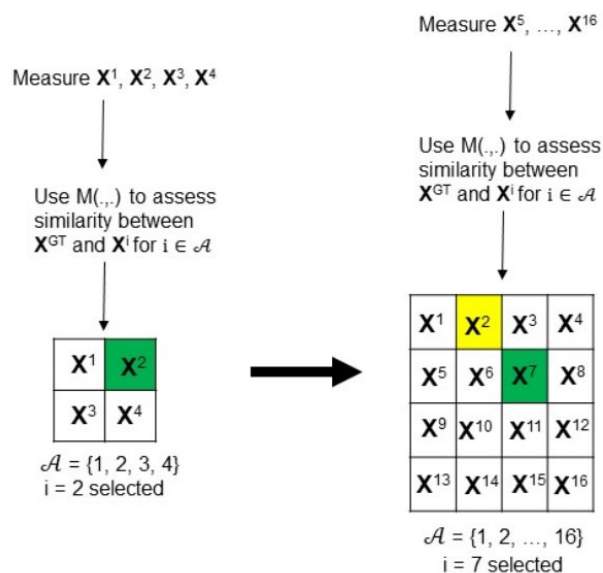 Measure X¹, X², X³, X⁴
Use M(.,.) to assess
similarity between
X^GT and X^i for i ∈ 𝒜
X¹ X²
X³ X⁴
𝒜 = {1, 2, 3, 4}
i = 2 selected
Measure X⁵, ..., X¹⁶
Use M(.,.) to assess
similarity between
X^GT and X^i for i ∈ 𝒜
X¹ X² X³ X⁴
X⁵ X⁶ X⁷ X⁸
X⁹ X¹⁰ X¹¹ X¹²
X¹³ X¹⁴ X¹⁵ X¹⁶
𝒜 = {1, 2, ..., 16}
i = 7 selected